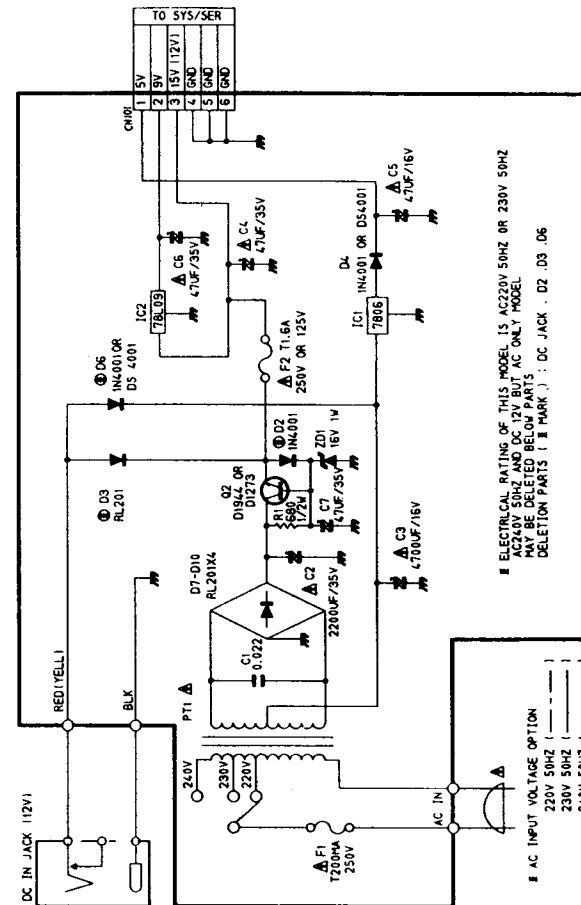 TO SYS/SER
1 5V
2 9V
3 15V (12V)
4 GND
5 GND
6 GND
CN101
IC2
78L09
⚠ C6
47UF/35V
⚠ C4
47UF/35V
⚠ C5
47UF/16V
D4
1N4001 OR DS4001
IC1
7806
⚠ F2 T1.6A
250V OR 125V
D6
1N4001OR
DS 4001
D3
RL201
D2
1N4001
ZD1
16V 1W
Q2
D1944 OR
D1273
R1
680
1/2W
C7
47UF/35V
D7-D10
RL201X4
⚠ C2
2200UF/35V
⚠ C3
4700UF/16V
C1
0.022
PT1 ⚠
RED(YELL)
BLK
DC IN JACK (12V)
240V
230V
220V
⚠ F1
T200MA
250V
AC IN
⚠
※ ELECTRLCAL RATING OF THIS MODEL IS AC220V 50HZ OR 230V 50HZ
AC240V 50HZ AND DC 12V BUT AC ONLY MODEL
MAY BE DELETED BELOW PARTS
DELETION PARTS ( ※ MARK ) : DC JACK . D2 .D3 .D6
※ AC INPUT VOLTAGE OPTION
220V 50HZ
230V 50HZ